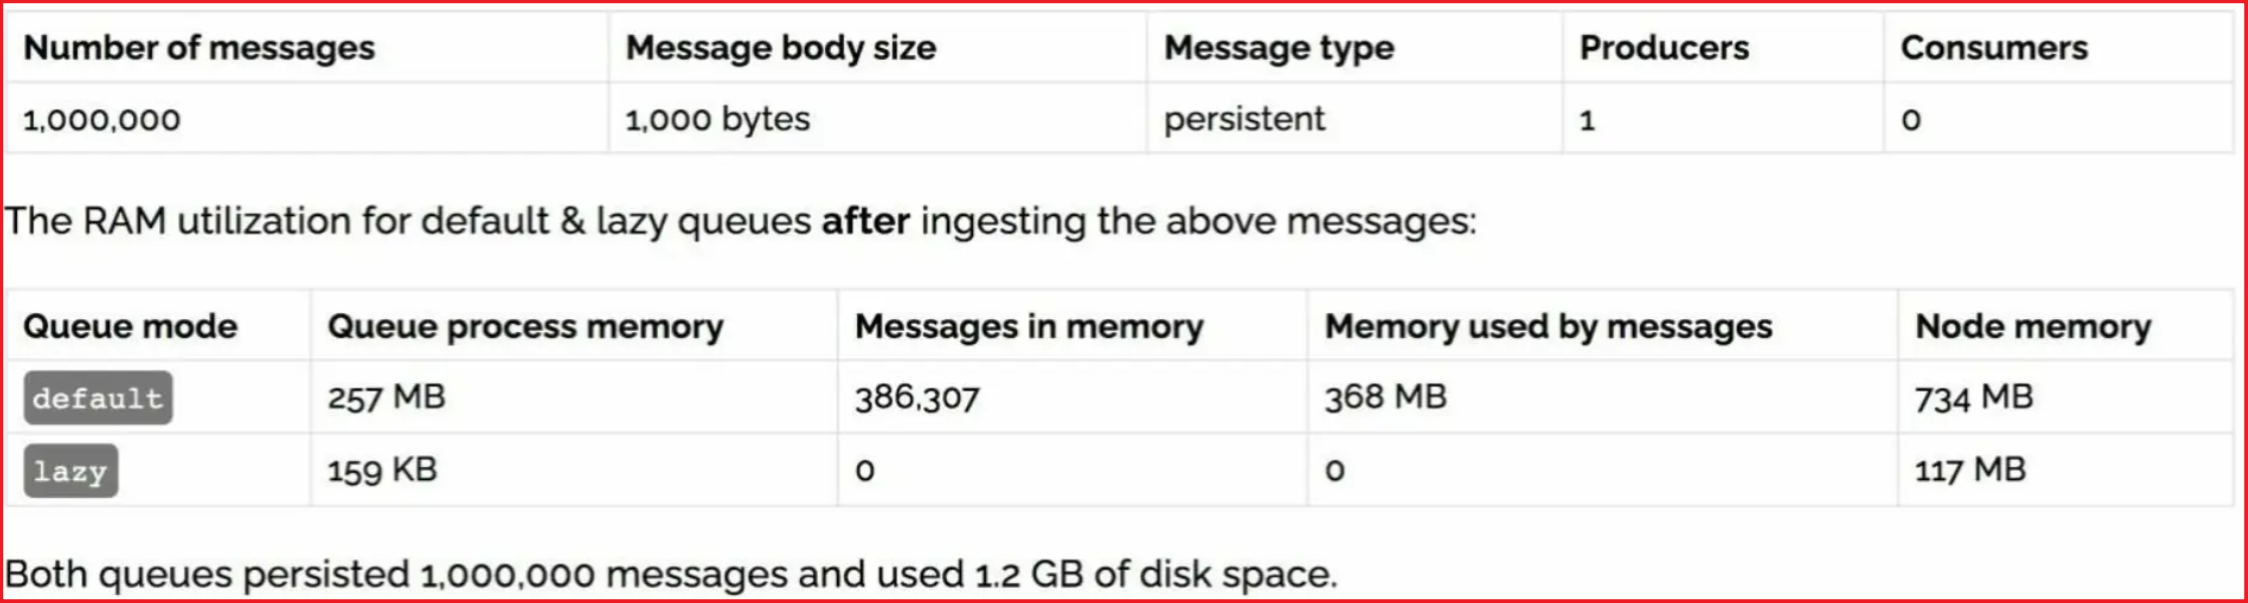 Number of messages Message body size Message type Producers Consumers
1,000,000 1,000 bytes persistent 1 0
The RAM utilization for default & lazy queues after ingesting the above messages:
Queue mode Queue process memory Messages in memory Memory used by messages Node memory
default 257 MB 386,307 368 MB 734 MB
lazy 159 KB 0 0 117 MB
Both queues persisted 1,000,000 messages and used 1.2 GB of disk space.